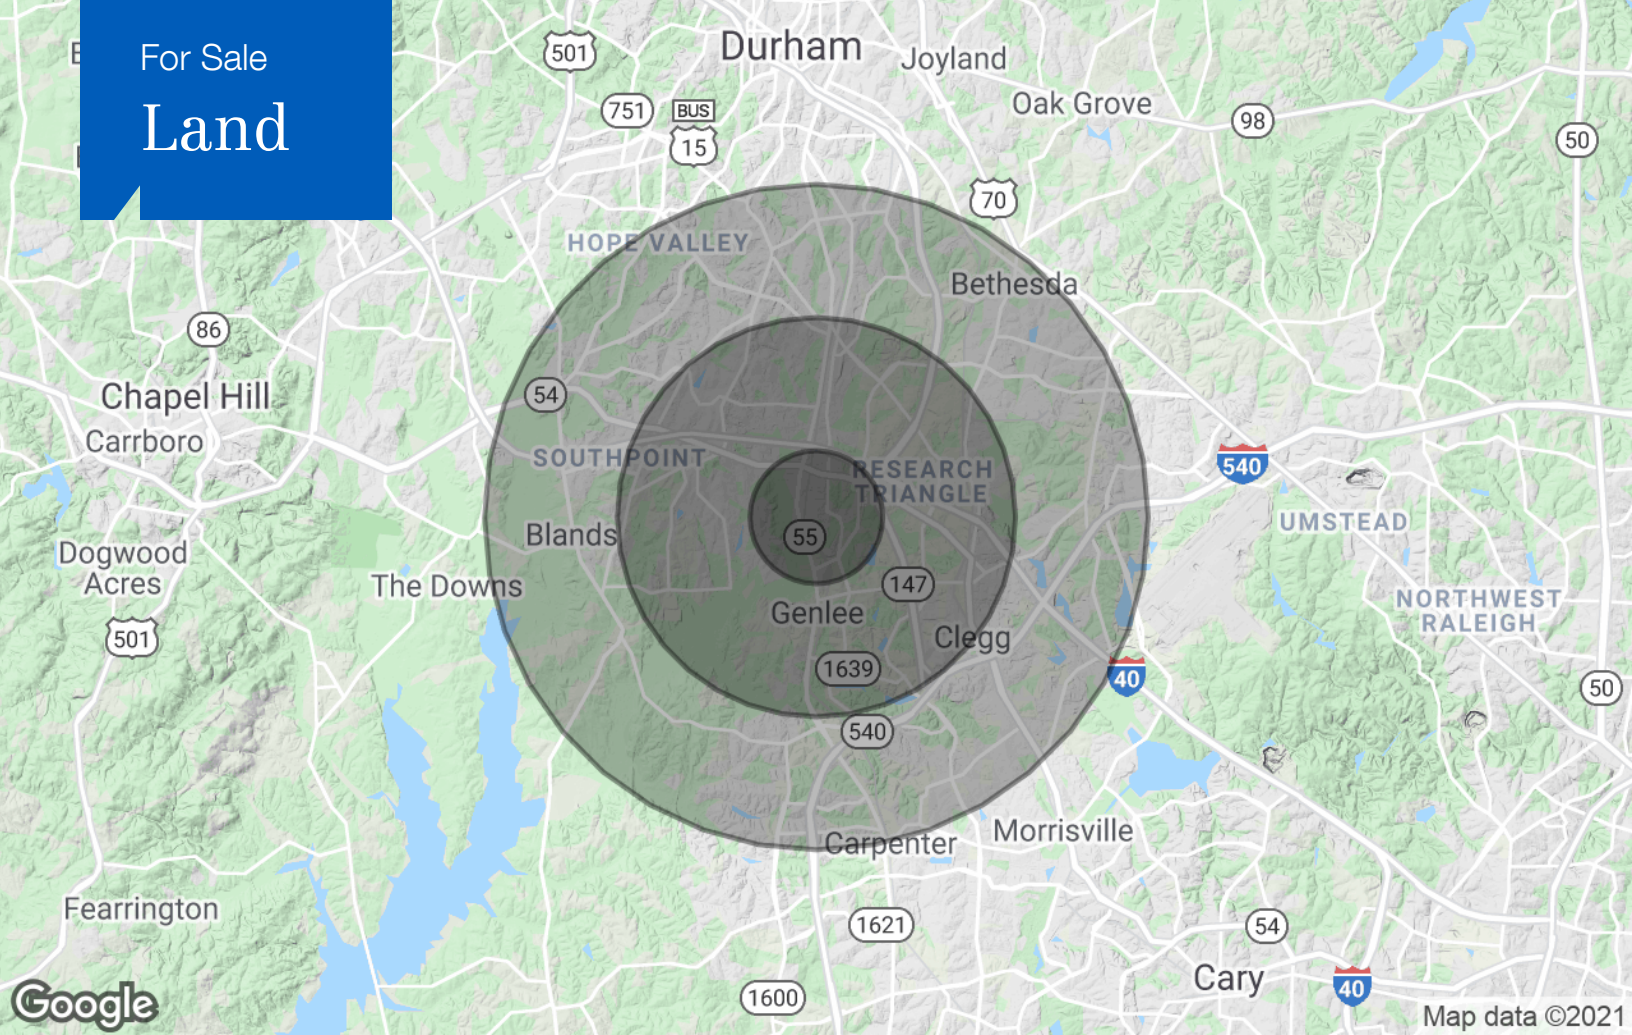 For Sale
Land
501
Durham
Joyland
751
BUS
15
Oak Grove
98
50
70
HOPE VALLEY
Bethesda
86
Chapel Hill
Carrboro
54
SOUTHPOINT
RESEARCH
TRIANGLE
540
55
Blands
UMSTEAD
Dogwood
Acres
The Downs
147
Genlee
NORTHWEST
RALEIGH
501
Clegg
1639
40
50
540
Carpenter
Morrisville
Fearrington
1621
54
Cary
40
1600
Google
Map data ©2021